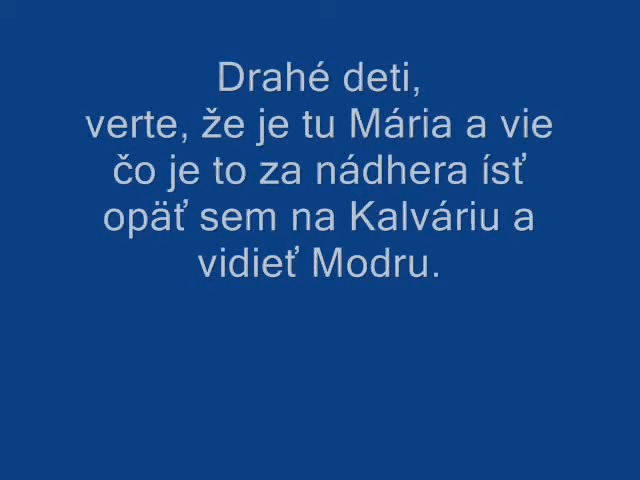 Drahé deti,
verte, že je tu Mária a vie
čo je to za nádhera ísť
opäť sem na Kalváriu a
vidieť Modru.